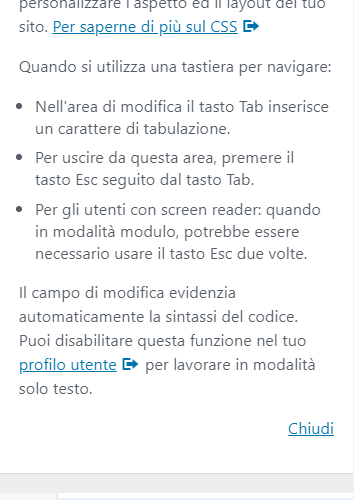 personalizzare l'aspetto ed il layout del tuo
sito. Per saperne di più sul CSS
Quando si utilizza una tastiera per navigare:
Nell'area di modifica il tasto Tab inserisce
un carattere di tabulazione.
Per uscire da questa area, premere il
tasto Esc seguito dal tasto Tab.
Per gli utenti con screen reader: quando
in modalità modulo, potrebbe essere
necessario usare il tasto Esc due volte.
Il campo di modifica evidenzia
automaticamente la sintassi del codice.
Puoi disabilitare questa funzione nel tuo
profilo utente per lavorare in modalità
solo testo.
Chiudi